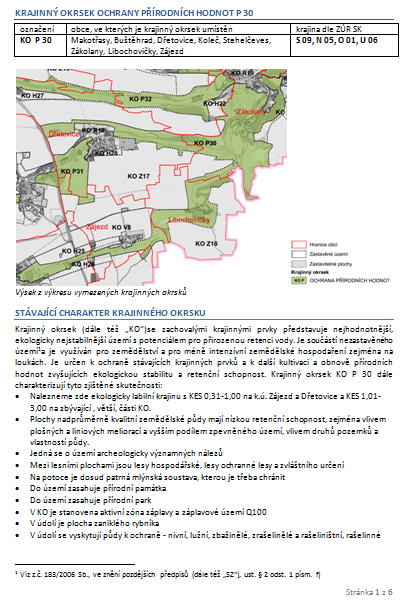 KRAJINNÝ OKRSEK OCHRANY PŘÍRODNÍCH HODNOT P 30
označení obce, ve kterých je krajinný okrsek umístěn krajina dle ZÚR SK
KO P 30 Makotřasy, Buštěhrad, Dřetovice, Koleč, Stehelčeves, S 09, N 05, O 01, U 06
Zákolany, Libochovičky, Zájezd
KO H27
KO P32
KO H22
KO R19
Zákolany
Dřetovice
KO R18
KO H28
KO P30
KO P31
KO Z17
Libochovičky
Zájezd
KO V8
KO H25
KO Z18
Hranice obcí
Zastavěné území
Zastavitelné plochy
Krajinný okrsek
KO P OCHRANA PŘÍRODNÍCH HODNOT
Výsek z výkresu vymezených krajinných okrsků
STÁVAJÍCÍ CHARAKTER KRAJINNÉHO OKRSKU
Krajinný okrsek (dále též „KO“)se zachovalými krajinnými prvky představuje nejhodnotnější,
ekologicky nejstabilnější území s potenciálem pro přirozenou retenci vody. Je součástí nezastavěného
území¹a je využíván pro zemědělství a pro méně intenzivní zemědělské hospodaření zejména na
loukách. Je určen k ochraně stávajících krajinných prvků a k další kultivaci a obnově přírodních
hodnot zvyšujících ekologickou stabilitu a retenční schopnost. Krajinný okrsek KO P 30 dále
charakterizují tyto zjištěné skutečnosti:
• Nalezneme zde ekologicky labilní krajinu s KES 0,31-1,00 na k.ú. Zájezd a Dřetovice a KES 1,01-
3,00 na zbývající , větší, části KO.
• Plochy nadprůměrně kvalitní zemědělské půdy mají nízkou retenční schopnost, zejména vlivem
plošných a liniových meliorací a vyšším podílem zpevněného území, vlivem druhů pozemků a
vlastností půdy.
• Jedná se o území archeologicky významných nálezů
• Mezi lesními plochami jsou lesy hospodářské, lesy ochranné lesy a zvláštního určení
• Na potoce je dosud patrná mlýnská soustava, kterou je třeba chránit
• Do území zasahuje přírodní památka
• Do území zasahuje přírodní park
• V KO je stanovena aktivní zóna záplavy a záplavové území Q100
• V údolí je plocha zaniklého rybníka
• V údolí se vyskytují půdy k ochraně - nivní, lužní, zbažinělé, zrašelinělé a rašeliništní, rašelinné
¹ Viz z.č. 183/2006 Sb., ve znění pozdějších předpisů (dále též „SZ“), ust. § 2 odst. 1 písm. f)
Stránka 1 z 6